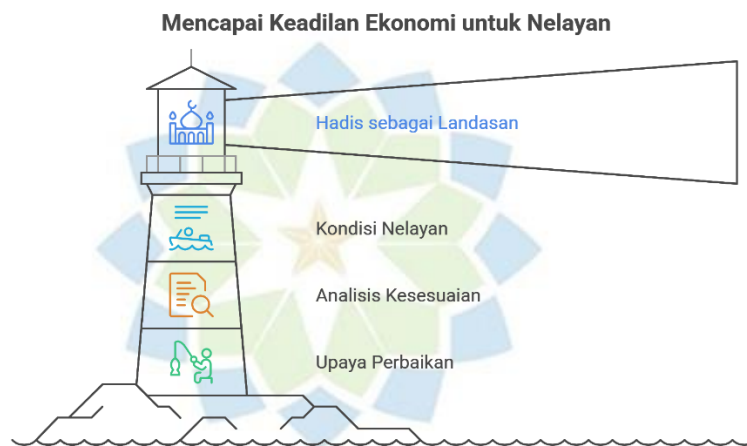 Mencapai Keadilan Ekonomi untuk Nelayan
Hadis sebagai Landasan
Kondisi Nelayan
Analisis Kesesuaian
Upaya Perbaikan